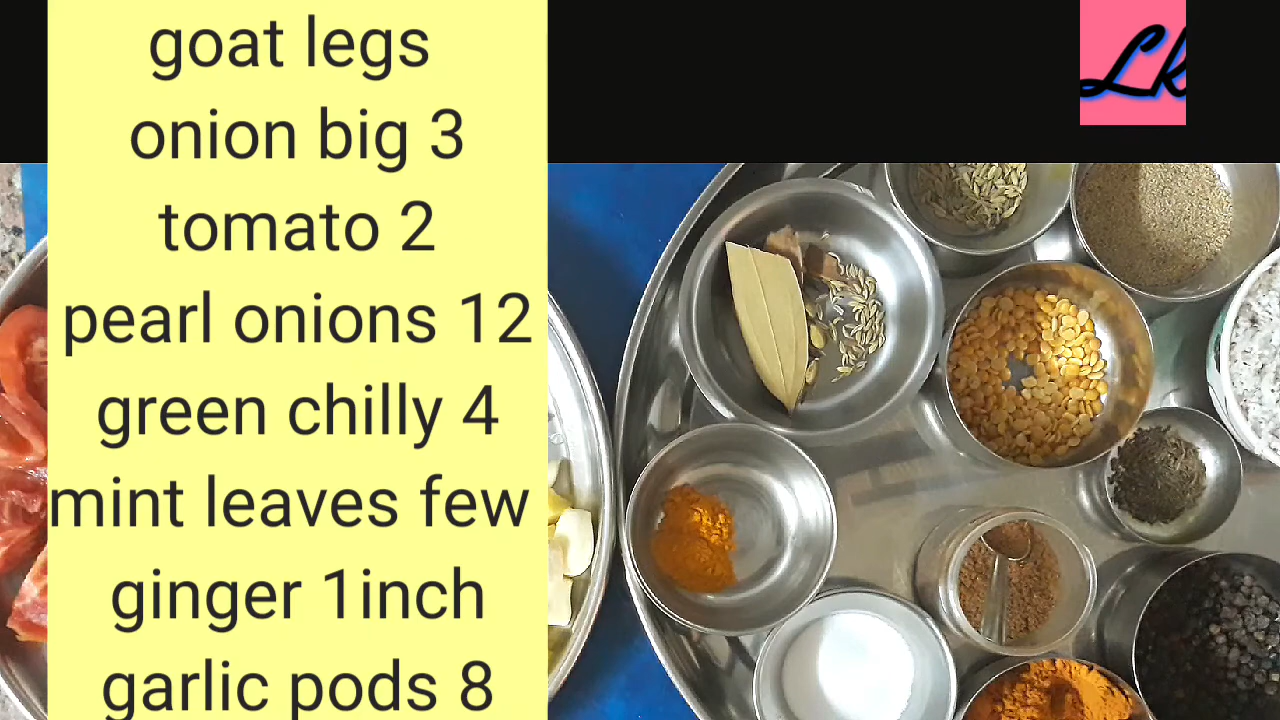 goat legs
onion big 3
tomato 2
pearl onions 12
green chilly 4
mint leaves few
ginger 1inch
garlic pods 8
Lk